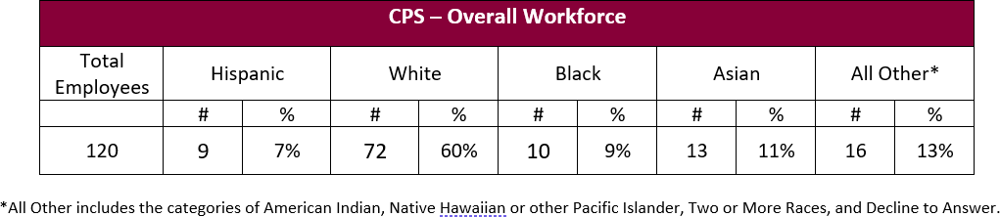 CPS – Overall Workforce
Total Employees Hispanic White Black Asian All Other*
# % # % # % # % # %
120 9 7% 72 60% 10 9% 13 11% 16 13%
*All Other includes the categories of American Indian, Native Hawaiian or other Pacific Islander, Two or More Races, and Decline to Answer.